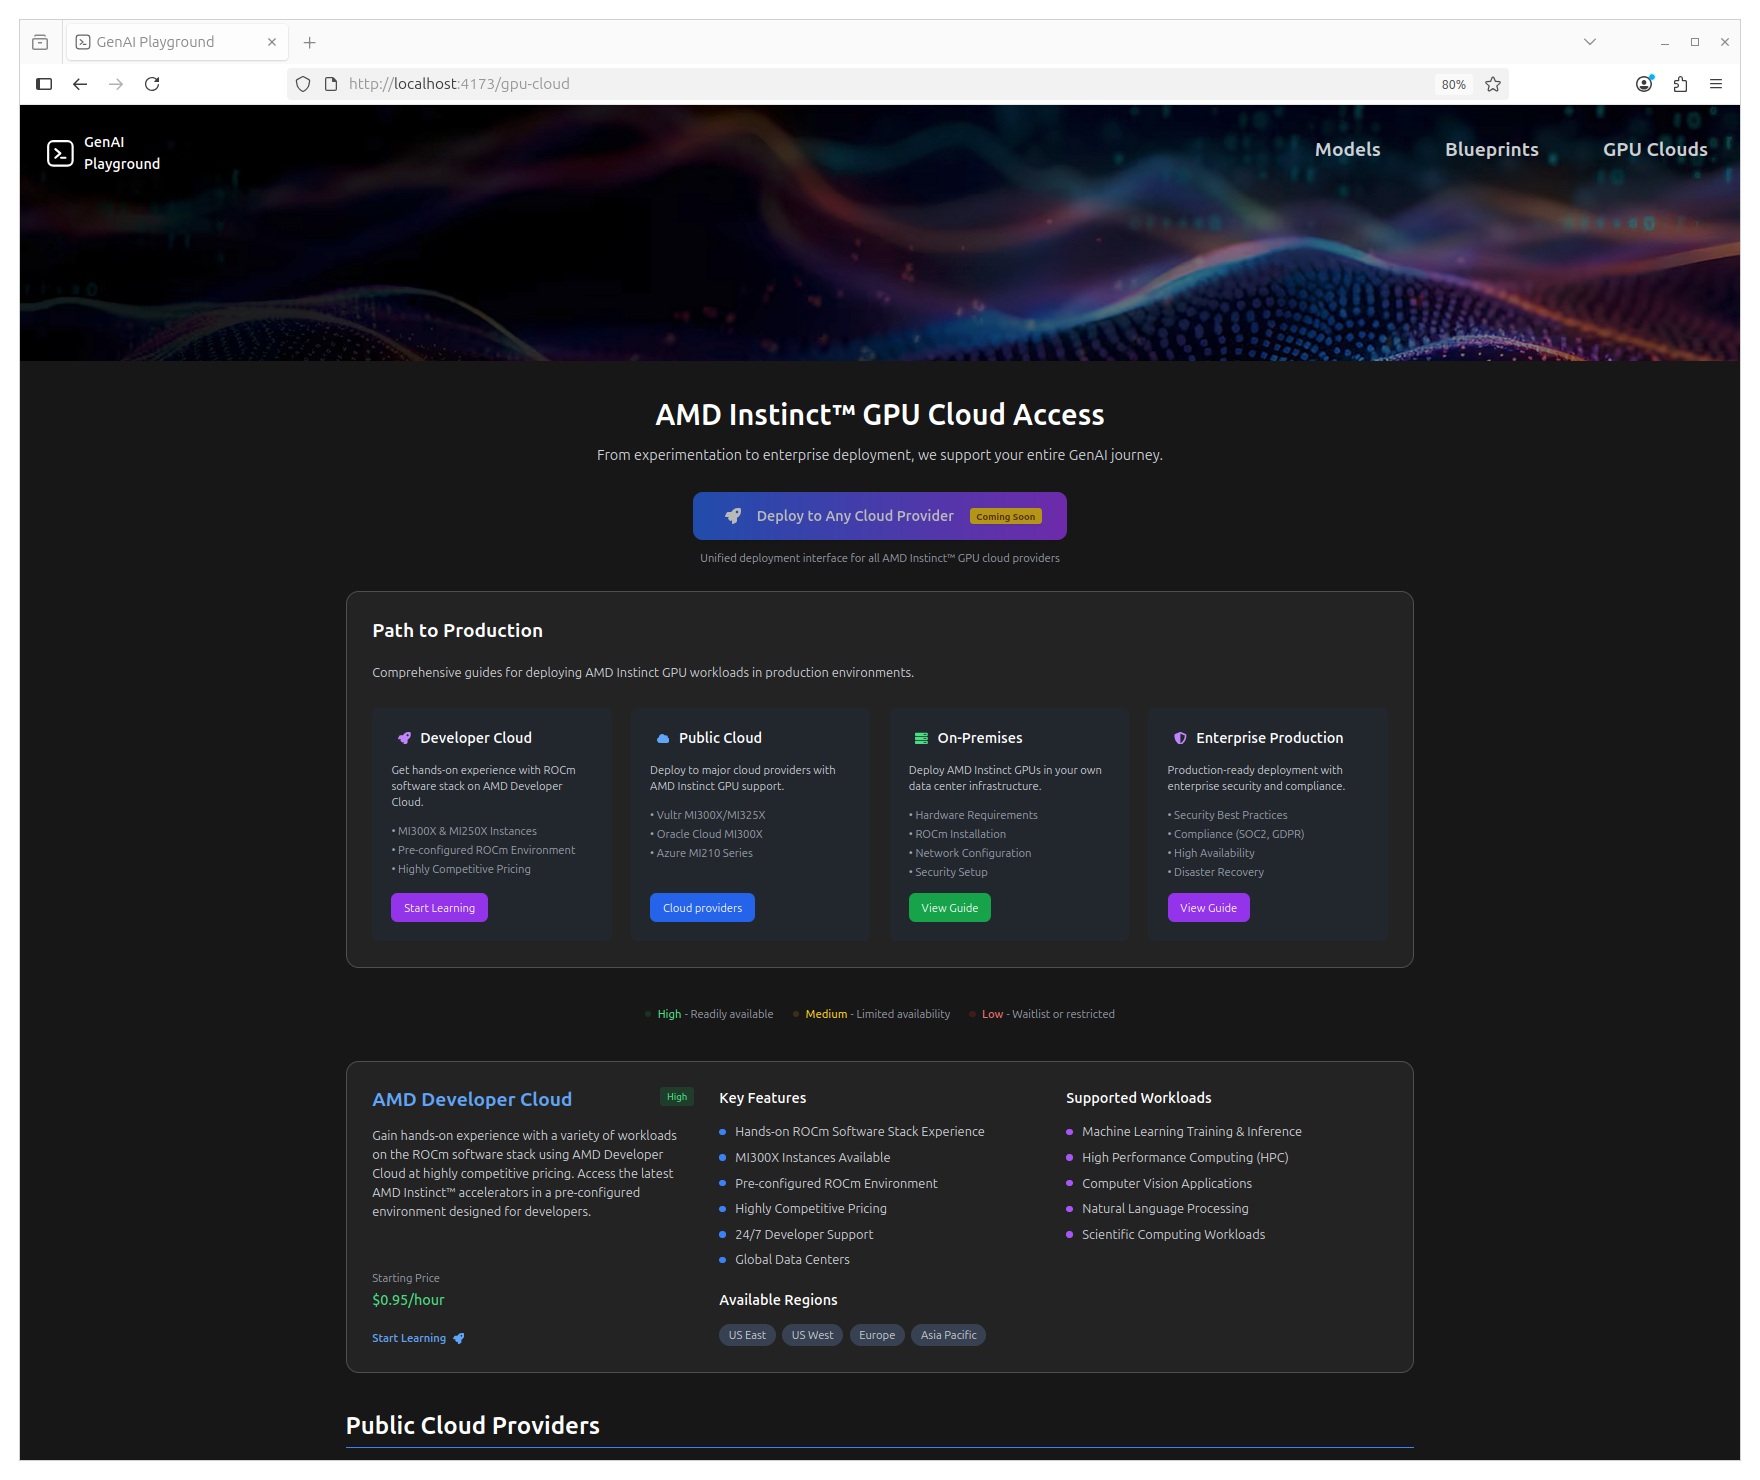 GenAI Playground
http://localhost:4173/gpu-cloud
80%
GenAI
Playground
Models
Blueprints
GPU Clouds
AMD Instinct™ GPU Cloud Access
From experimentation to enterprise deployment, we support your entire GenAI journey.
Deploy to Any Cloud Provider
Coming Soon
Unified deployment interface for all AMD Instinct™ GPU cloud providers
Path to Production
Comprehensive guides for deploying AMD Instinct GPU workloads in production environments.
Developer Cloud
Get hands-on experience with ROCm
software stack on AMD Developer
Cloud.
• MI300X & MI250X Instances
• Pre-configured ROCm Environment
• Highly Competitive Pricing
Start Learning
Public Cloud
Deploy to major cloud providers with
AMD Instinct GPU support.
• Vultr MI300X/MI325X
• Oracle Cloud MI300X
• Azure MI210 Series
Cloud providers
On-Premises
Deploy AMD Instinct GPUs in your own
data center infrastructure.
• Hardware Requirements
• ROCm Installation
• Network Configuration
• Security Setup
View Guide
Enterprise Production
Production-ready deployment with
enterprise security and compliance.
• Security Best Practices
• Compliance (SOC2, GDPR)
• High Availability
• Disaster Recovery
View Guide
High - Readily available
Medium - Limited availability
Low - Waitlist or restricted
AMD Developer Cloud
High
Gain hands-on experience with a variety of workloads
on the ROCm software stack using AMD Developer
Cloud at highly competitive pricing. Access the latest
AMD Instinct™ accelerators in a pre-configured
environment designed for developers.
Starting Price
$0.95/hour
Start Learning
Key Features
Hands-on ROCm Software Stack Experience
MI300X Instances Available
Pre-configured ROCm Environment
Highly Competitive Pricing
24/7 Developer Support
Global Data Centers
Available Regions
US East
US West
Europe
Asia Pacific
Supported Workloads
Machine Learning Training & Inference
High Performance Computing (HPC)
Computer Vision Applications
Natural Language Processing
Scientific Computing Workloads
Public Cloud Providers